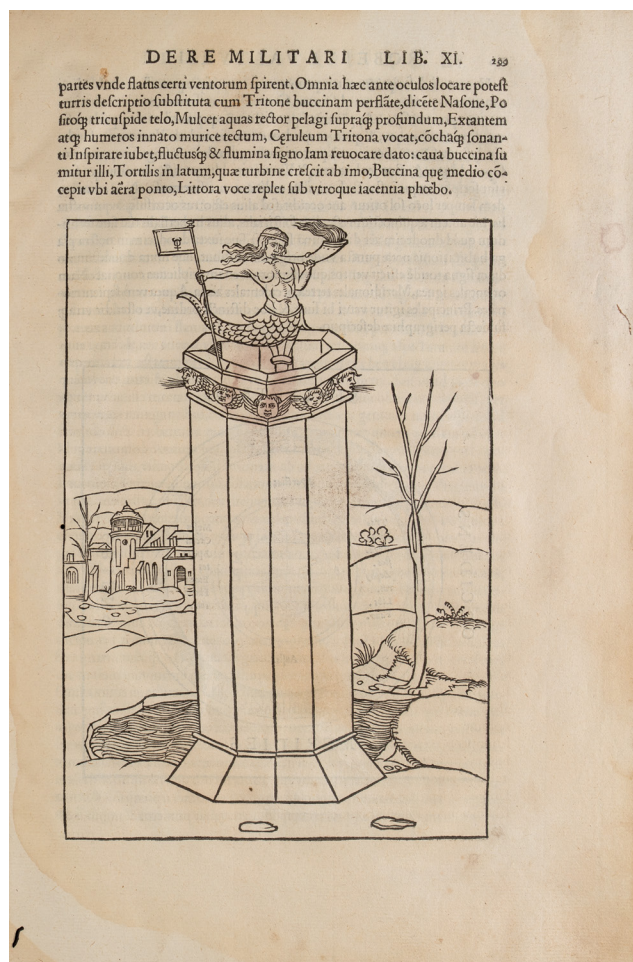 DE RE MILITARI LIB. XI. 299
partes vnde flatus certi ventorum ſpirent. Omnia hæc ante oculos locare poteſt
turris deſcriptio ſubſtituta cum Tritone buccinam perflãte, dicẽte Naſone, Po
ſitoq́ꝫ tricuſpide telo, Mulcet aquas rector pelagi ſupraq́ꝫ profundum, Extantem
atq́ꝫ humeros innato murice tectum, Cęruleum Tritona vocat, cõchaq́ꝫ ſonan-
ti Inſpirare iubet, fluctuſq́ꝫ & flumina ſigno Iam reuocare dato: caua buccina ſu
mitur illi, Tortilis in latum, quæ turbine creſcit ab imo, Buccina quę medio cõ-
cepit vbi aëra ponto, Littora voce replet ſub vtroque iacentia phœbo.